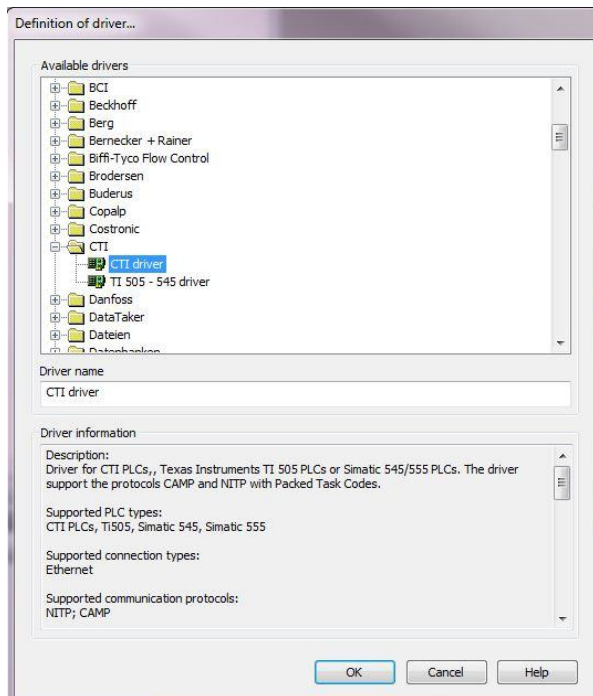 Definition of driver...
Available drivers
BCI
Beckhoff
Berg
Bernecker + Rainer
Biffi-Tyco Flow Control
Brodersen
Buderus
Copalp
Costronic
CTI
CTI driver
TI 505 - 545 driver
Danfoss
DataTaker
Dateien
Datenbanken
Driver name
CTI driver
Driver information
Description:
Driver for CTI PLCs,, Texas Instruments TI 505 PLCs or Simatic 545/555 PLCs. The driver
support the protocols CAMP and NITP with Packed Task Codes.
Supported PLC types:
CTI PLCs, Ti505, Simatic 545, Simatic 555
Supported connection types:
Ethernet
Supported communication protocols:
NITP; CAMP
OK Cancel Help